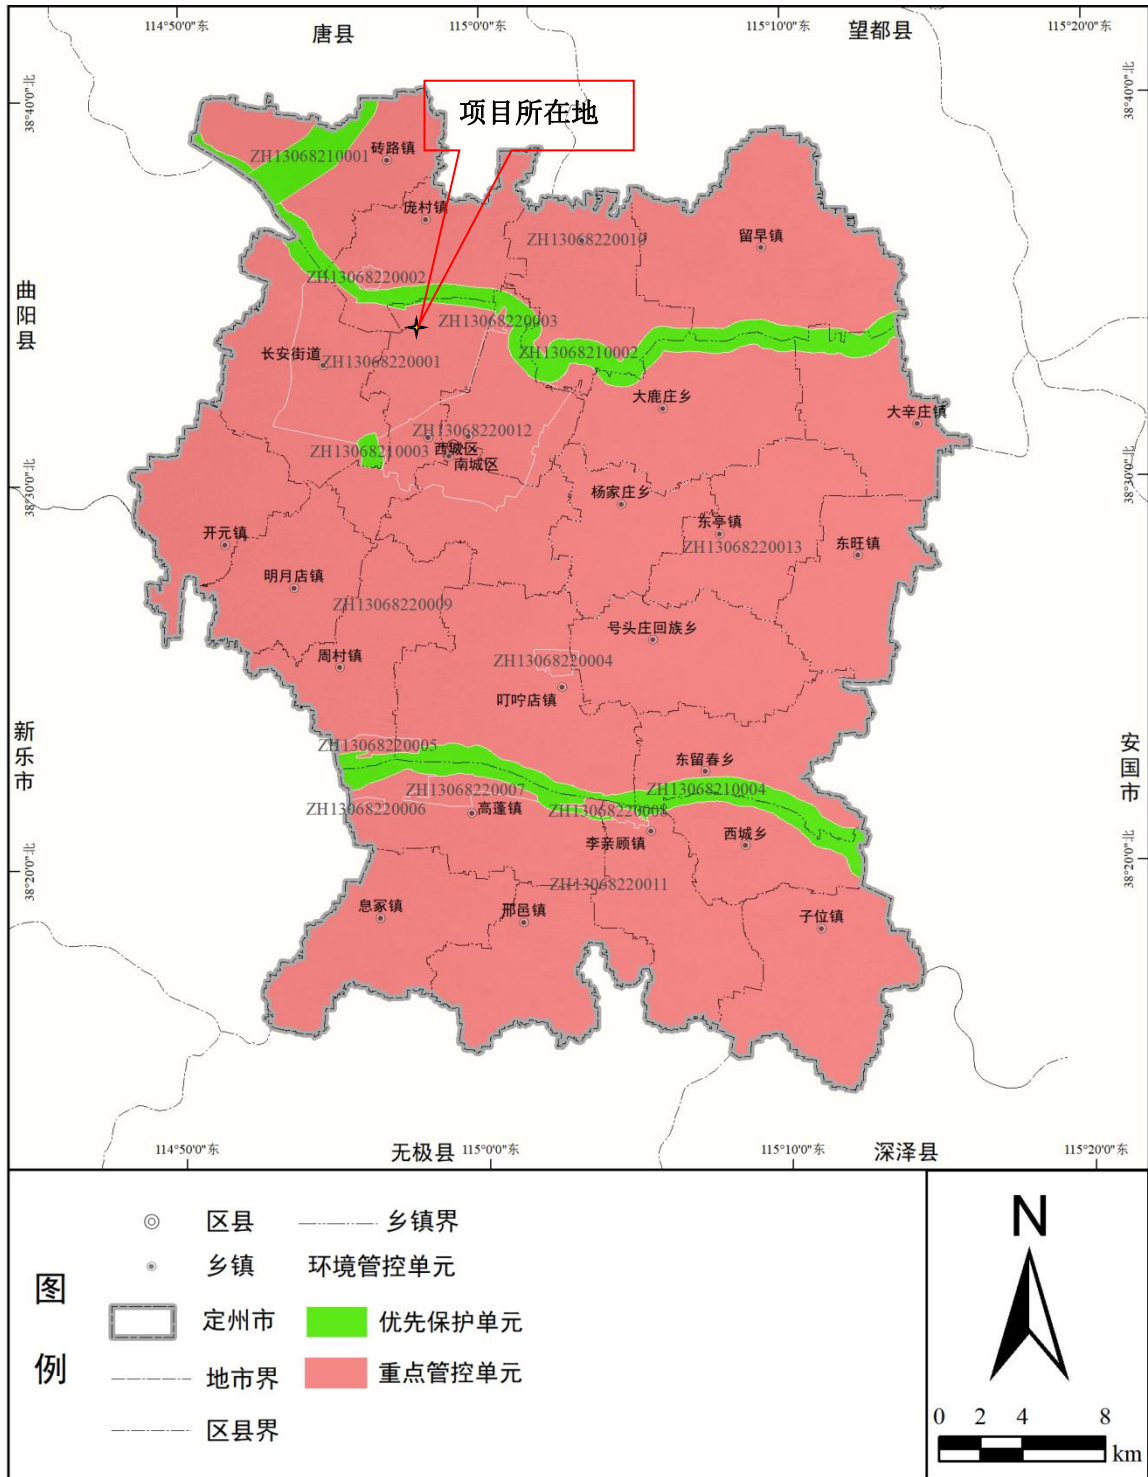 114°50'0"东
115°0'0"东
115°10'0"东
115°20'0"东
唐县
望都县
38°40'0"北
38°40'0"北
项目所在地
砖路镇
ZH13068210001
庞村镇
留早镇
ZH13068220010
ZH13068220002
曲阳县
ZH13068220003
长安街道
ZH13068220001
ZH13068210002
大鹿庄乡
大辛庄镇
ZH13068220012
ZH13068210003
西城区
南城区
38°30'0"北
38°30'0"北
杨家庄乡
东亭镇
开元镇
ZH13068220013
东旺镇
明月店镇
ZH13068220009
号头庄回族乡
周村镇
ZH13068220004
叮咛店镇
新乐市
安国市
ZH13068220005
东留春乡
ZH13068220007
ZH13068210004
ZH13068220006
高蓬镇
ZH13068220008
李亲顾镇
西城乡
38°20'0"北
38°20'0"北
ZH13068220011
息冢镇
邢邑镇
子位镇
114°50'0"东
115°0'0"东
115°10'0"东
115°20'0"东
无极县
深泽县
图例
区县
乡镇界
乡镇
环境管控单元
定州市
优先保护单元
地市界
重点管控单元
区县界
N
0 2 4 8
km